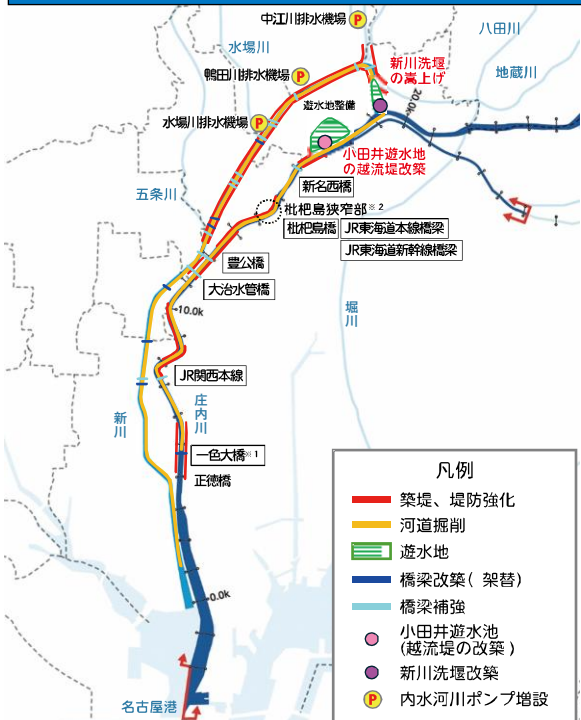 中江川排水機場 P
八田川
水場川
新川洗堰
の嵩上げ
地蔵川
鴨田川排水機場 P
遊水地整備
20.0k
水場川排水機場 P
小田井遊水地
の越流堤改築
新名西橋
五条川
枇杷島狭窄部※2
枇杷島橋
JR東海道本線橋梁
JR東海道新幹線橋梁
豊公橋
大治水管橋
10.0k
堀川
JR関西本線
庄内川
新川
一色大橋※1
正徳橋
0.0k
名古屋港
凡例
築堤、堤防強化
河道掘削
遊水地
橋梁改築( 架替)
橋梁補強
小田井遊水池
(越流堤の改築 )
新川洗堰改築
P 内水河川ポンプ増設